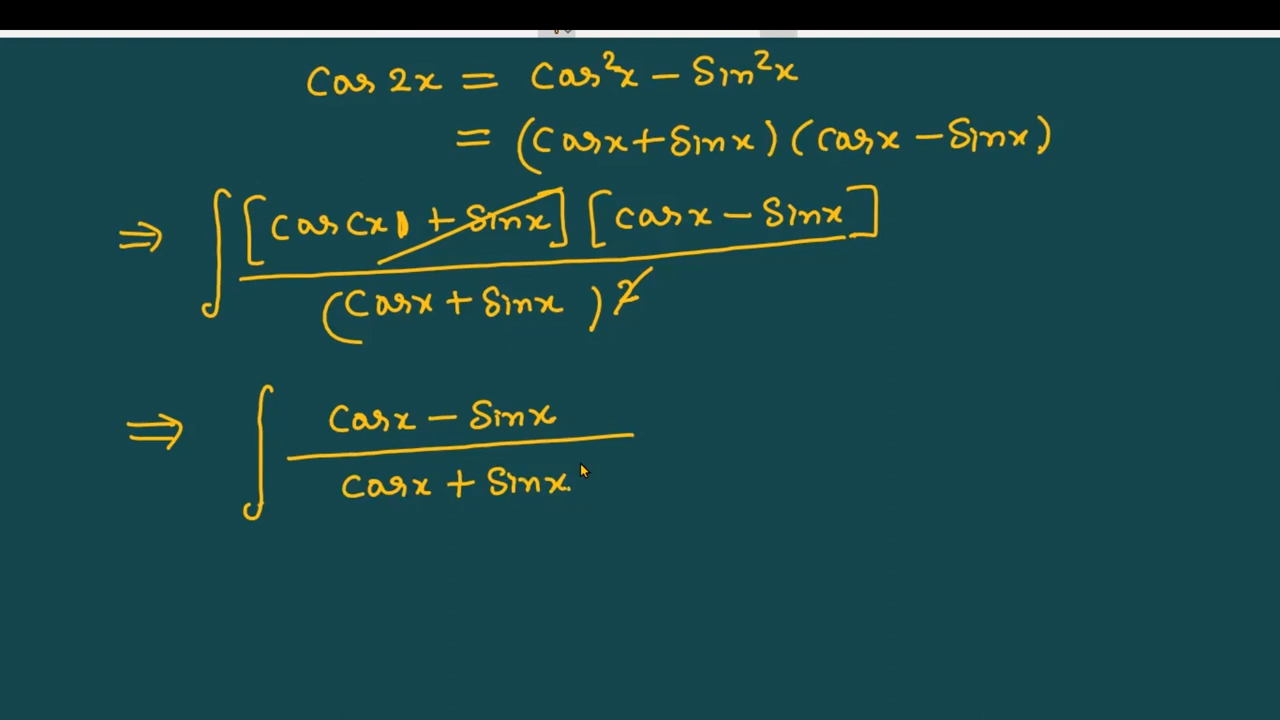 Cos 2x = Cos²x − Sin²x
= (Cosx + Sinx) (Cosx − Sinx)
⇒ ∫ [Cos(x) + Sinx] [Cosx − Sinx]
(Cosx + Sinx)²
⇒ ∫ Cosx − Sinx
Cosx + Sinx